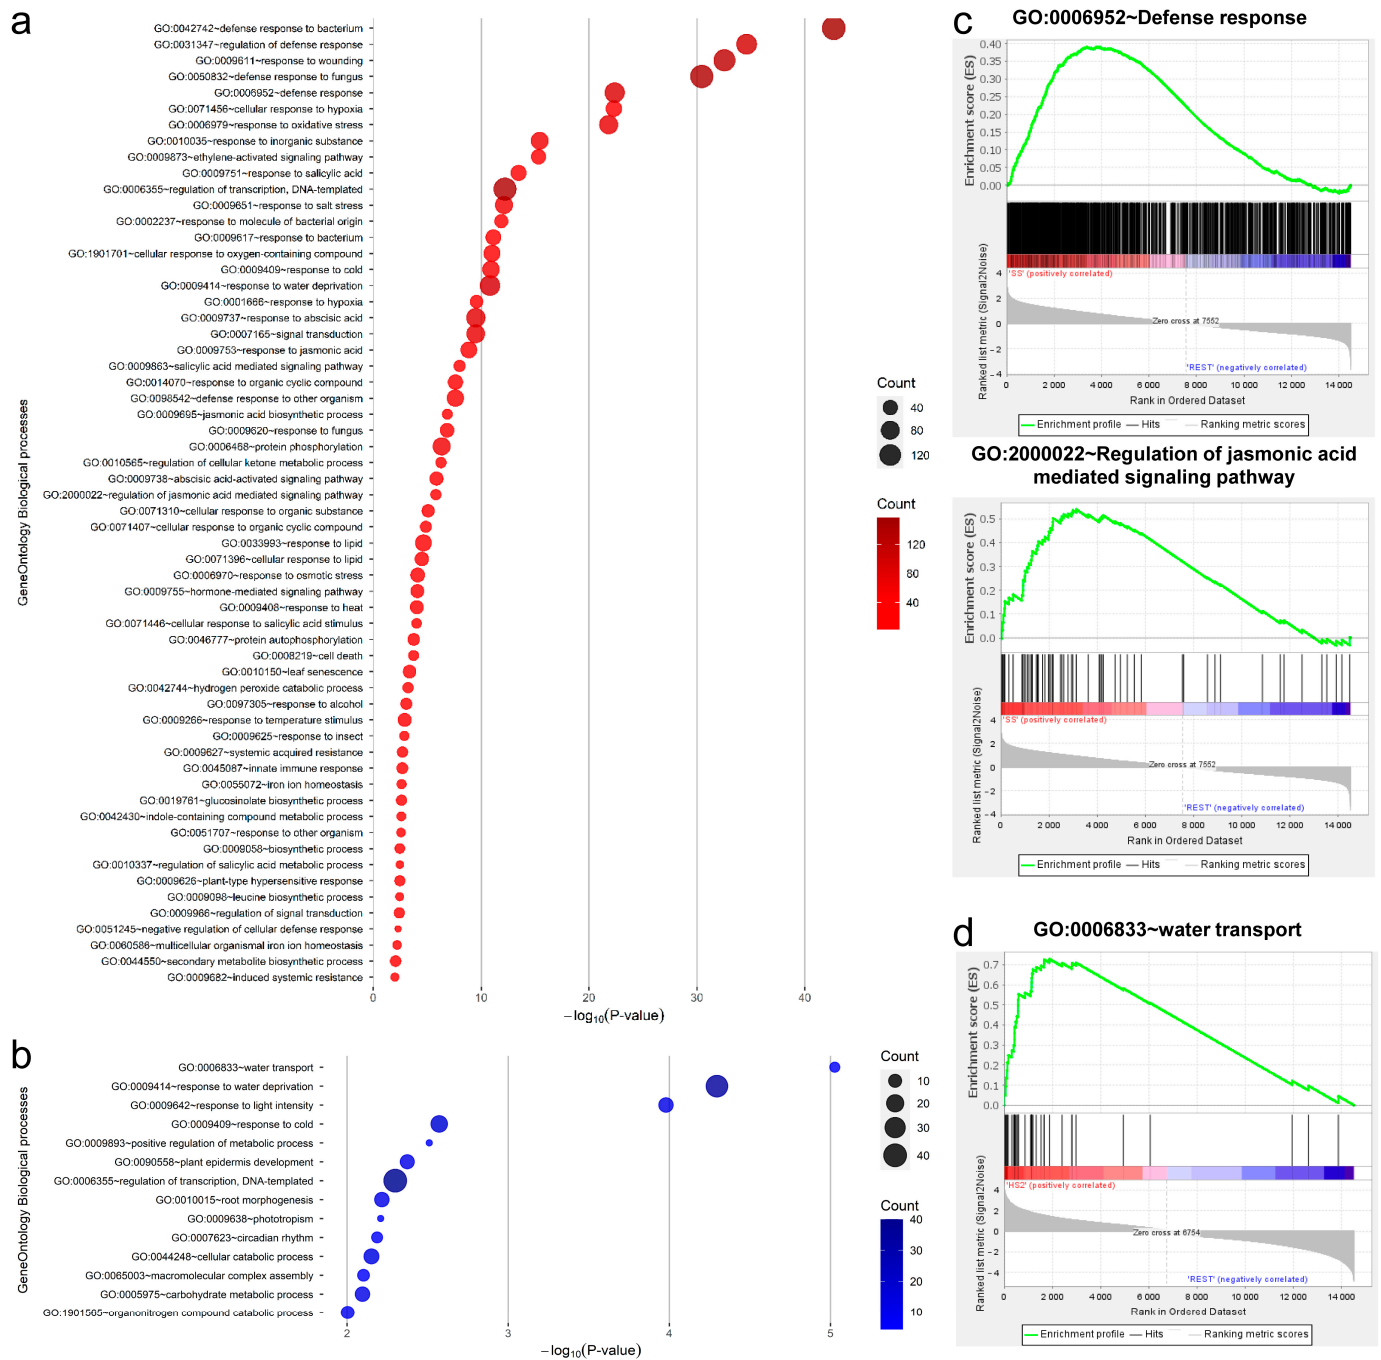 a
GeneOntology Biological processes
GO:0042742~defense response to bacterium
GO:0031347~regulation of defense response
GO:0009611~response to wounding
GO:0050832~defense response to fungus
GO:0006952~defense response
GO:0071456~cellular response to hypoxia
GO:0006979~response to oxidative stress
GO:0010035~response to inorganic substance
GO:0009873~ethylene-activated signaling pathway
GO:0009751~response to salicylic acid
GO:0006355~regulation of transcription, DNA-templated
GO:0009651~response to salt stress
GO:0002237~response to molecule of bacterial origin
GO:0009617~response to bacterium
GO:1901701~cellular response to oxygen-containing compound
GO:0009409~response to cold
GO:0009414~response to water deprivation
GO:0001666~response to hypoxia
GO:0009737~response to abscisic acid
GO:0007165~signal transduction
GO:0009753~response to jasmonic acid
GO:0009863~salicylic acid mediated signaling pathway
GO:0014070~response to organic cyclic compound
GO:0098542~defense response to other organism
GO:0009695~jasmonic acid biosynthetic process
GO:0009620~response to fungus
GO:0006468~protein phosphorylation
GO:0010565~regulation of cellular ketone metabolic process
GO:0009738~abscisic acid-activated signaling pathway
GO:2000022~regulation of jasmonic acid mediated signaling pathway
GO:0071310~cellular response to organic substance
GO:0071407~cellular response to organic cyclic compound
GO:0033993~response to lipid
GO:0071396~cellular response to lipid
GO:0006970~response to osmotic stress
GO:0009755~hormone-mediated signaling pathway
GO:0009408~response to heat
GO:0071446~cellular response to salicylic acid stimulus
GO:0046777~protein autophosphorylation
GO:0008219~cell death
GO:0010150~leaf senescence
GO:0042744~hydrogen peroxide catabolic process
GO:0097305~response to alcohol
GO:0009266~response to temperature stimulus
GO:0009625~response to insect
GO:0009627~systemic acquired resistance
GO:0045087~innate immune response
GO:0055072~iron ion homeostasis
GO:0019761~glucosinolate biosynthetic process
GO:0042430~indole-containing compound metabolic process
GO:0051707~response to other organism
GO:0009058~biosynthetic process
GO:0010337~regulation of salicylic acid metabolic process
GO:0009626~plant-type hypersensitive response
GO:0009098~leucine biosynthetic process
GO:0009966~regulation of signal transduction
GO:0051245~negative regulation of cellular defense response
GO:0060586~multicellular organismal iron ion homeostasis
GO:0044550~secondary metabolite biosynthetic process
GO:0009682~induced systemic resistance
0 10 20 30 40
−log10(P-value)
Count
40
80
120
Count
120
80
40
b
GeneOntology Biological processes
GO:0006833~water transport
GO:0009414~response to water deprivation
GO:0009642~response to light intensity
GO:0009409~response to cold
GO:0009893~positive regulation of metabolic process
GO:0090558~plant epidermis development
GO:0006355~regulation of transcription, DNA-templated
GO:0010015~root morphogenesis
GO:0009638~phototropism
GO:0007623~circadian rhythm
GO:0044248~cellular catabolic process
GO:0065003~macromolecular complex assembly
GO:0005975~carbohydrate metabolic process
GO:1901565~organonitrogen compound catabolic process
2 3 4 5
−log10(P-value)
Count
10
20
30
40
Count
40
30
20
10
c
GO:0006952~Defense response
Enrichment score (ES)
0.40
0.35
0.30
0.25
0.20
0.15
0.10
0.05
0.00
Ranked list metric (Signal2Noise)
'SS' (positively correlated)
4
2
0
-2
-4
Zero cross at 7552
'REST' (negatively correlated)
0 2 000 4 000 6 000 8 000 10 000 12 000 14 000
Rank in Ordered Dataset
Enrichment profile Hits Ranking metric scores
GO:2000022~Regulation of jasmonic acid
mediated signaling pathway
Enrichment score (ES)
0.5
0.4
0.3
0.2
0.1
0.0
Ranked list metric (Signal2Noise)
'SS' (positively correlated)
4
2
0
-2
-4
Zero cross at 7552
'REST' (negatively correlated)
0 2 000 4 000 6 000 8 000 10 000 12 000 14 000
Rank in Ordered Dataset
Enrichment profile Hits Ranking metric scores
d
GO:0006833~water transport
Enrichment score (ES)
0.7
0.6
0.5
0.4
0.3
0.2
0.1
0.0
Ranked list metric (Signal2Noise)
'HS2' (positively correlated)
4
2
0
-2
-4
Zero cross at 6754
'REST' (negatively correlated)
0 2 000 4 000 6 000 8 000 10 000 12 000 14 000
Rank in Ordered Dataset
Enrichment profile Hits Ranking metric scores